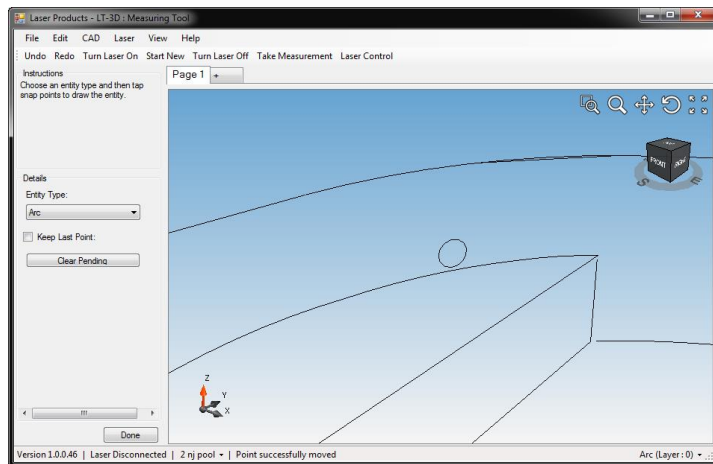 Laser Products - LT-3D : Measuring Tool
File Edit CAD Laser View Help
Undo Redo Turn Laser On Start New Turn Laser Off Take Measurement Laser Control
Instructions
Choose an entity type and then tap
snap points to draw the entity.
Page 1 +
FRONT
S E
Details
Entity Type:
Arc
Keep Last Point:
Clear Pending
Z
Y
X
Done
Version 1.0.0.46 | Laser Disconnected | 2 nj pool | Point successfully moved Arc (Layer : 0)